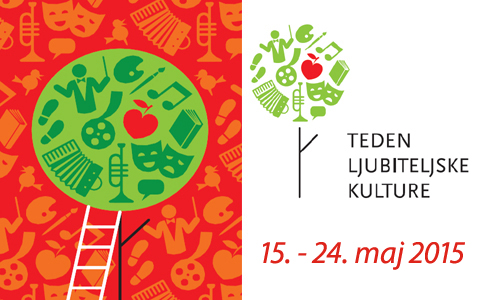 TEDEN
LJUBITELJSKE
KULTURE
15. - 24. maj 2015